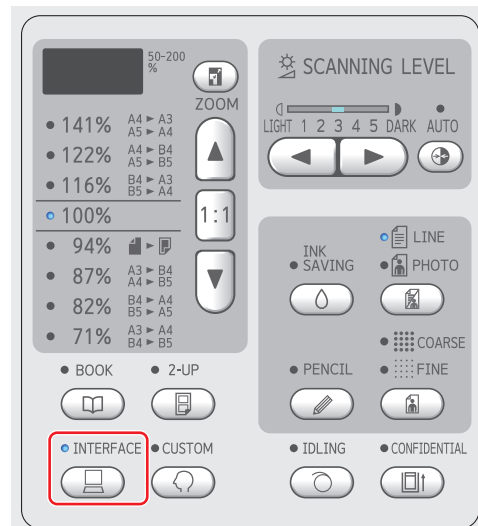 50-200
%
ZOOM
141% A4 ► A3
A5 ► A4
122% A4 ► B4
A5 ► B5
116% B4 ► A3
B5 ► A4
100%
1:1
94%
87% A3 ► B4
A4 ► B5
82% B4 ► A4
B5 ► A5
71% A3 ► A4
B4 ► B5
BOOK
2-UP
INTERFACE
CUSTOM
SCANNING LEVEL
LIGHT 1 2 3 4 5 DARK AUTO
INK
SAVING
LINE
PHOTO
COARSE
PENCIL
FINE
IDLING
CONFIDENTIAL